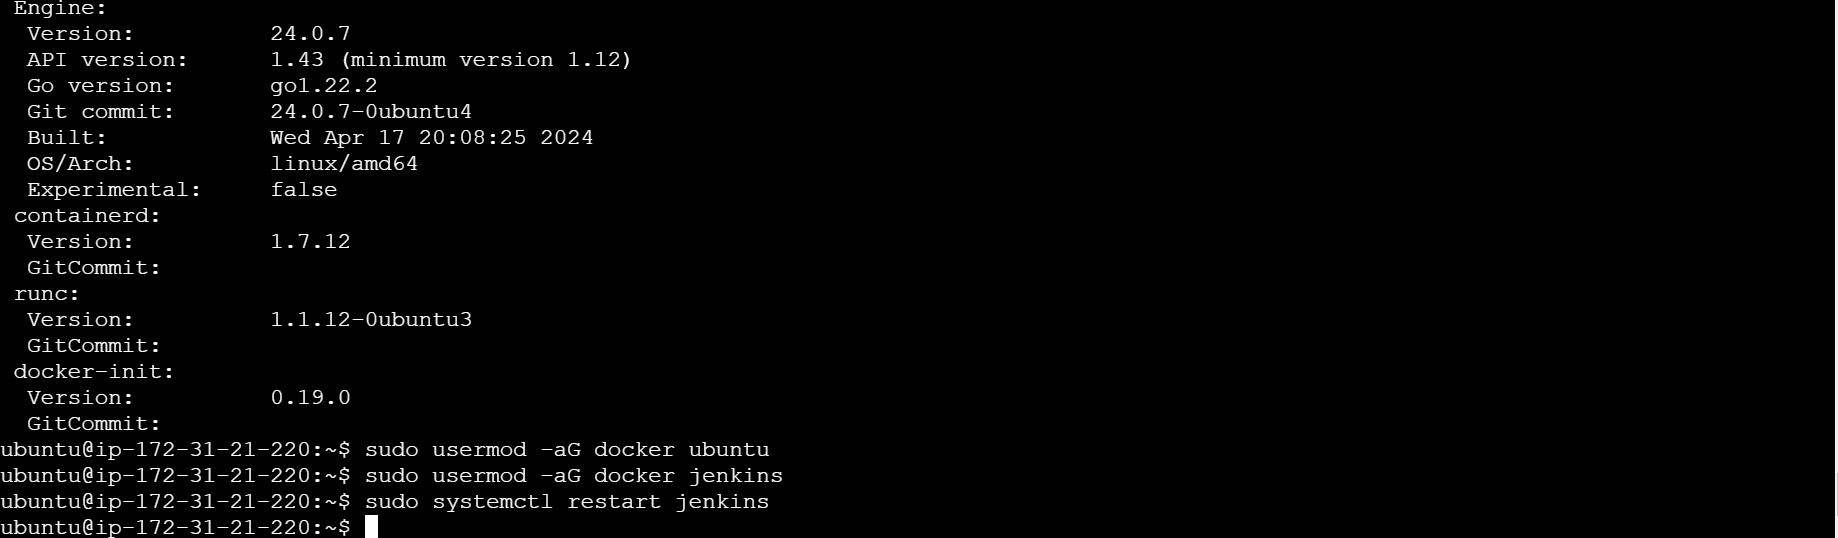 Engine:
Version: 24.0.7
API version: 1.43 (minimum version 1.12)
Go version: go1.22.2
Git commit: 24.0.7-0ubuntu4
Built: Wed Apr 17 20:08:25 2024
OS/Arch: linux/amd64
Experimental: false
containerd:
Version: 1.7.12
GitCommit:
runc:
Version: 1.1.12-0ubuntu3
GitCommit:
docker-init:
Version: 0.19.0
GitCommit:
ubuntu@ip-172-31-21-220:~$ sudo usermod -aG docker ubuntu
ubuntu@ip-172-31-21-220:~$ sudo usermod -aG docker jenkins
ubuntu@ip-172-31-21-220:~$ sudo systemctl restart jenkins
ubuntu@ip-172-31-21-220:~$